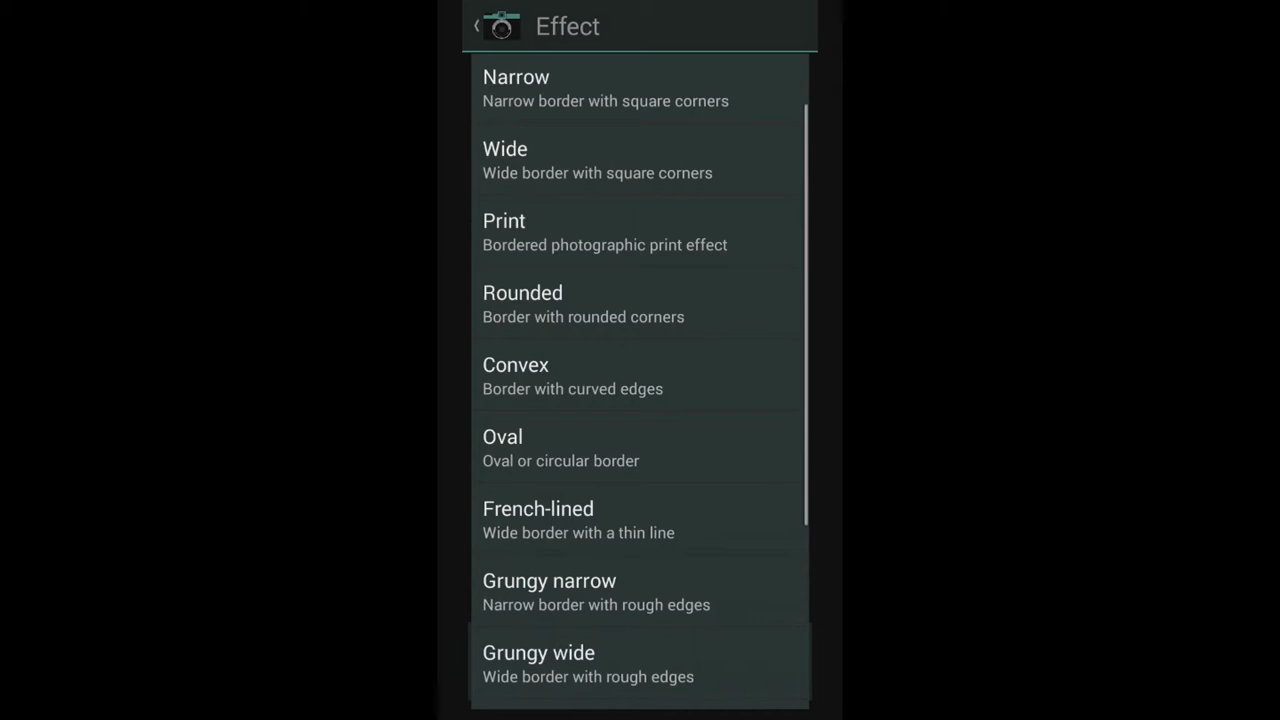 Effect
Narrow
Narrow border with square corners
Wide
Wide border with square corners
Print
Bordered photographic print effect
Rounded
Border with rounded corners
Convex
Border with curved edges
Oval
Oval or circular border
French-lined
Wide border with a thin line
Grungy narrow
Narrow border with rough edges
Grungy wide
Wide border with rough edges